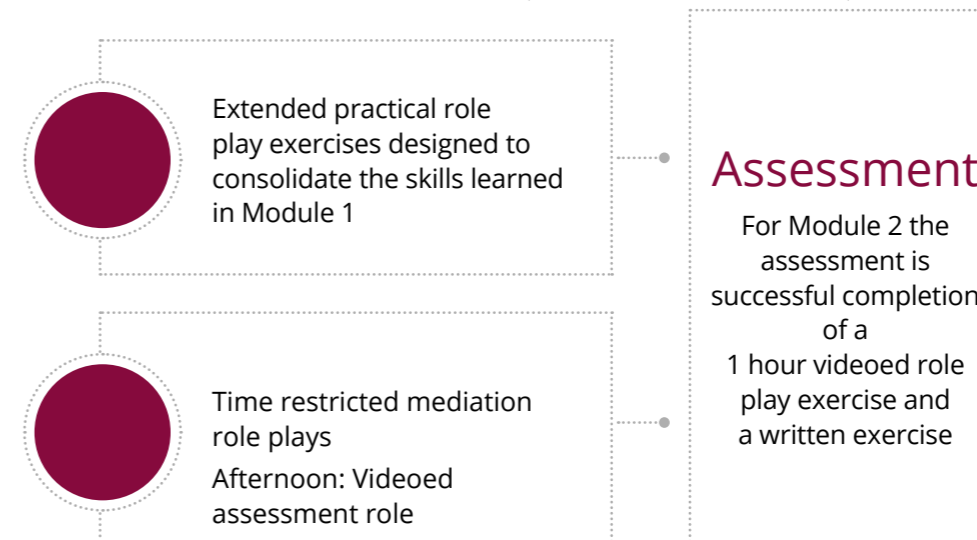 Extended practical role
play exercises designed to
consolidate the skills learned
in Module 1
Time restricted mediation
role plays
Afternoon: Videoed
assessment role
Assessment
For Module 2 the
assessment is
successful completion
of a
1 hour videoed role
play exercise and
a written exercise